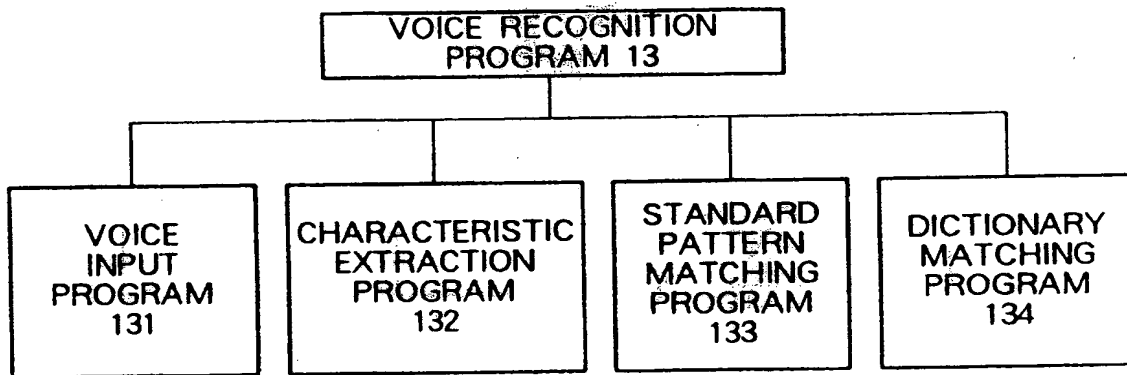 VOICE RECOGNITION
PROGRAM 13
VOICE
INPUT
PROGRAM
131
CHARACTERISTIC
EXTRACTION
PROGRAM
132
STANDARD
PATTERN
MATCHING
PROGRAM
133
DICTIONARY
MATCHING
PROGRAM
134